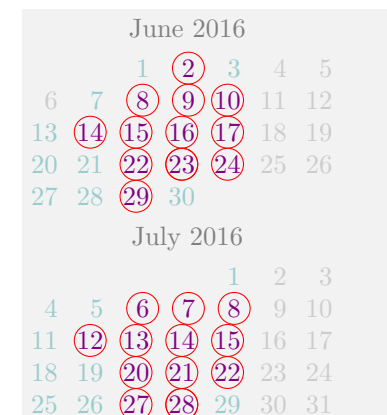 June 2016
1 2 3 4 5
6 7 8 9 10 11 12
13 14 15 16 17 18 19
20 21 22 23 24 25 26
27 28 29 30
July 2016
1 2 3
4 5 6 7 8 9 10
11 12 13 14 15 16 17
18 19 20 21 22 23 24
25 26 27 28 29 30 31